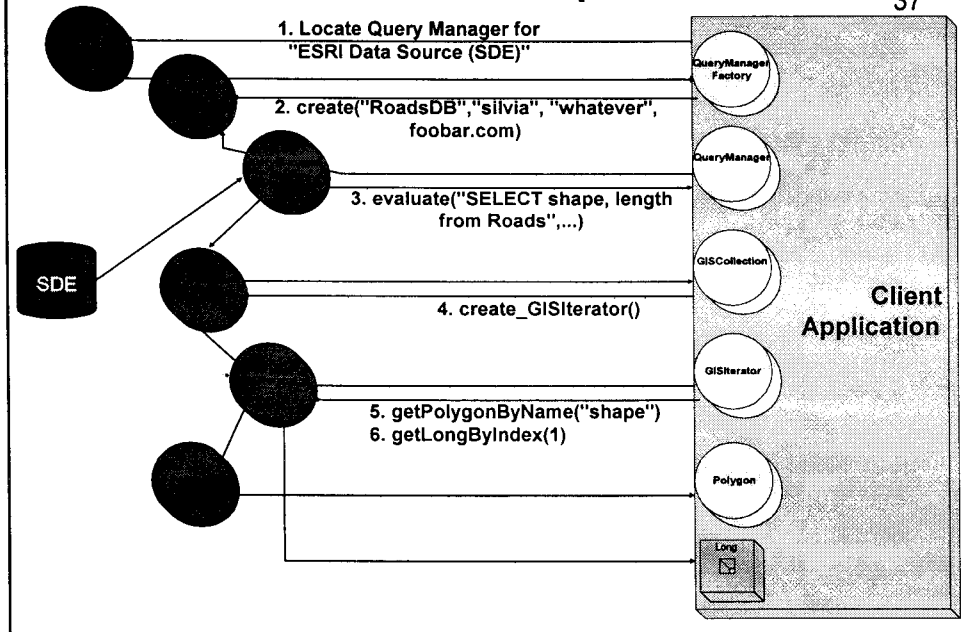 37
1. Locate Query Manager for
"ESRI Data Source (SDE)"
QueryManager
Factory
2. create("RoadsDB","silvia", "whatever",
foobar.com)
QueryManager
3. evaluate("SELECT shape, length
from Roads",...)
SDE
GISCollection
4. create_GISIterator()
Client
Application
GISIterator
5. getPolygonByName("shape")
6. getLongByIndex(1)
Polygon
Long